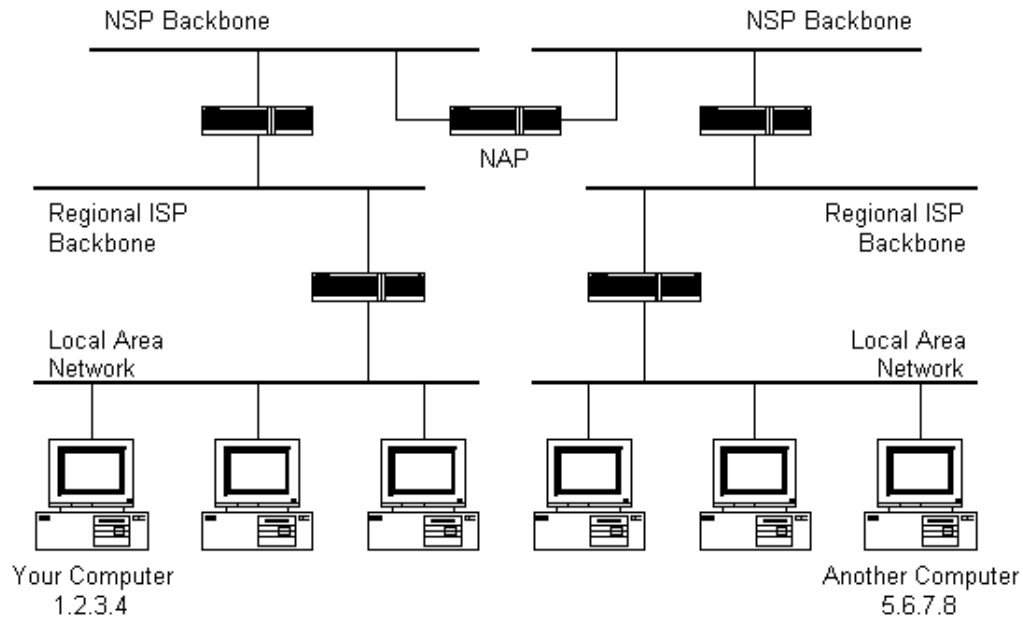 NSP Backbone
NSP Backbone
NAP
Regional ISP
Backbone
Regional ISP
Backbone
Local Area
Network
Local Area
Network
Your Computer
1.2.3.4
Another Computer
5.6.7.8